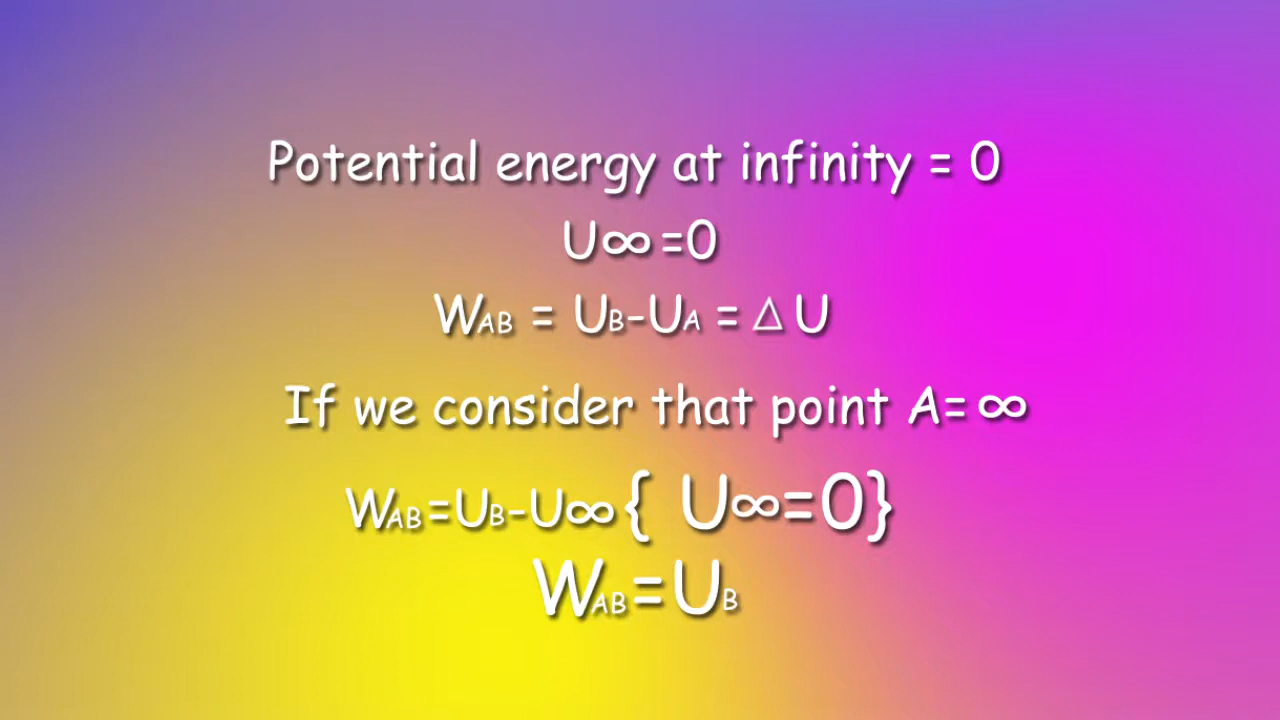 Potential energy at infinity = 0
U∞ =0
WAB = UB-UA = △ U
If we consider that point A= ∞
WAB=UB-U∞ { U∞=0}
WAB=UB